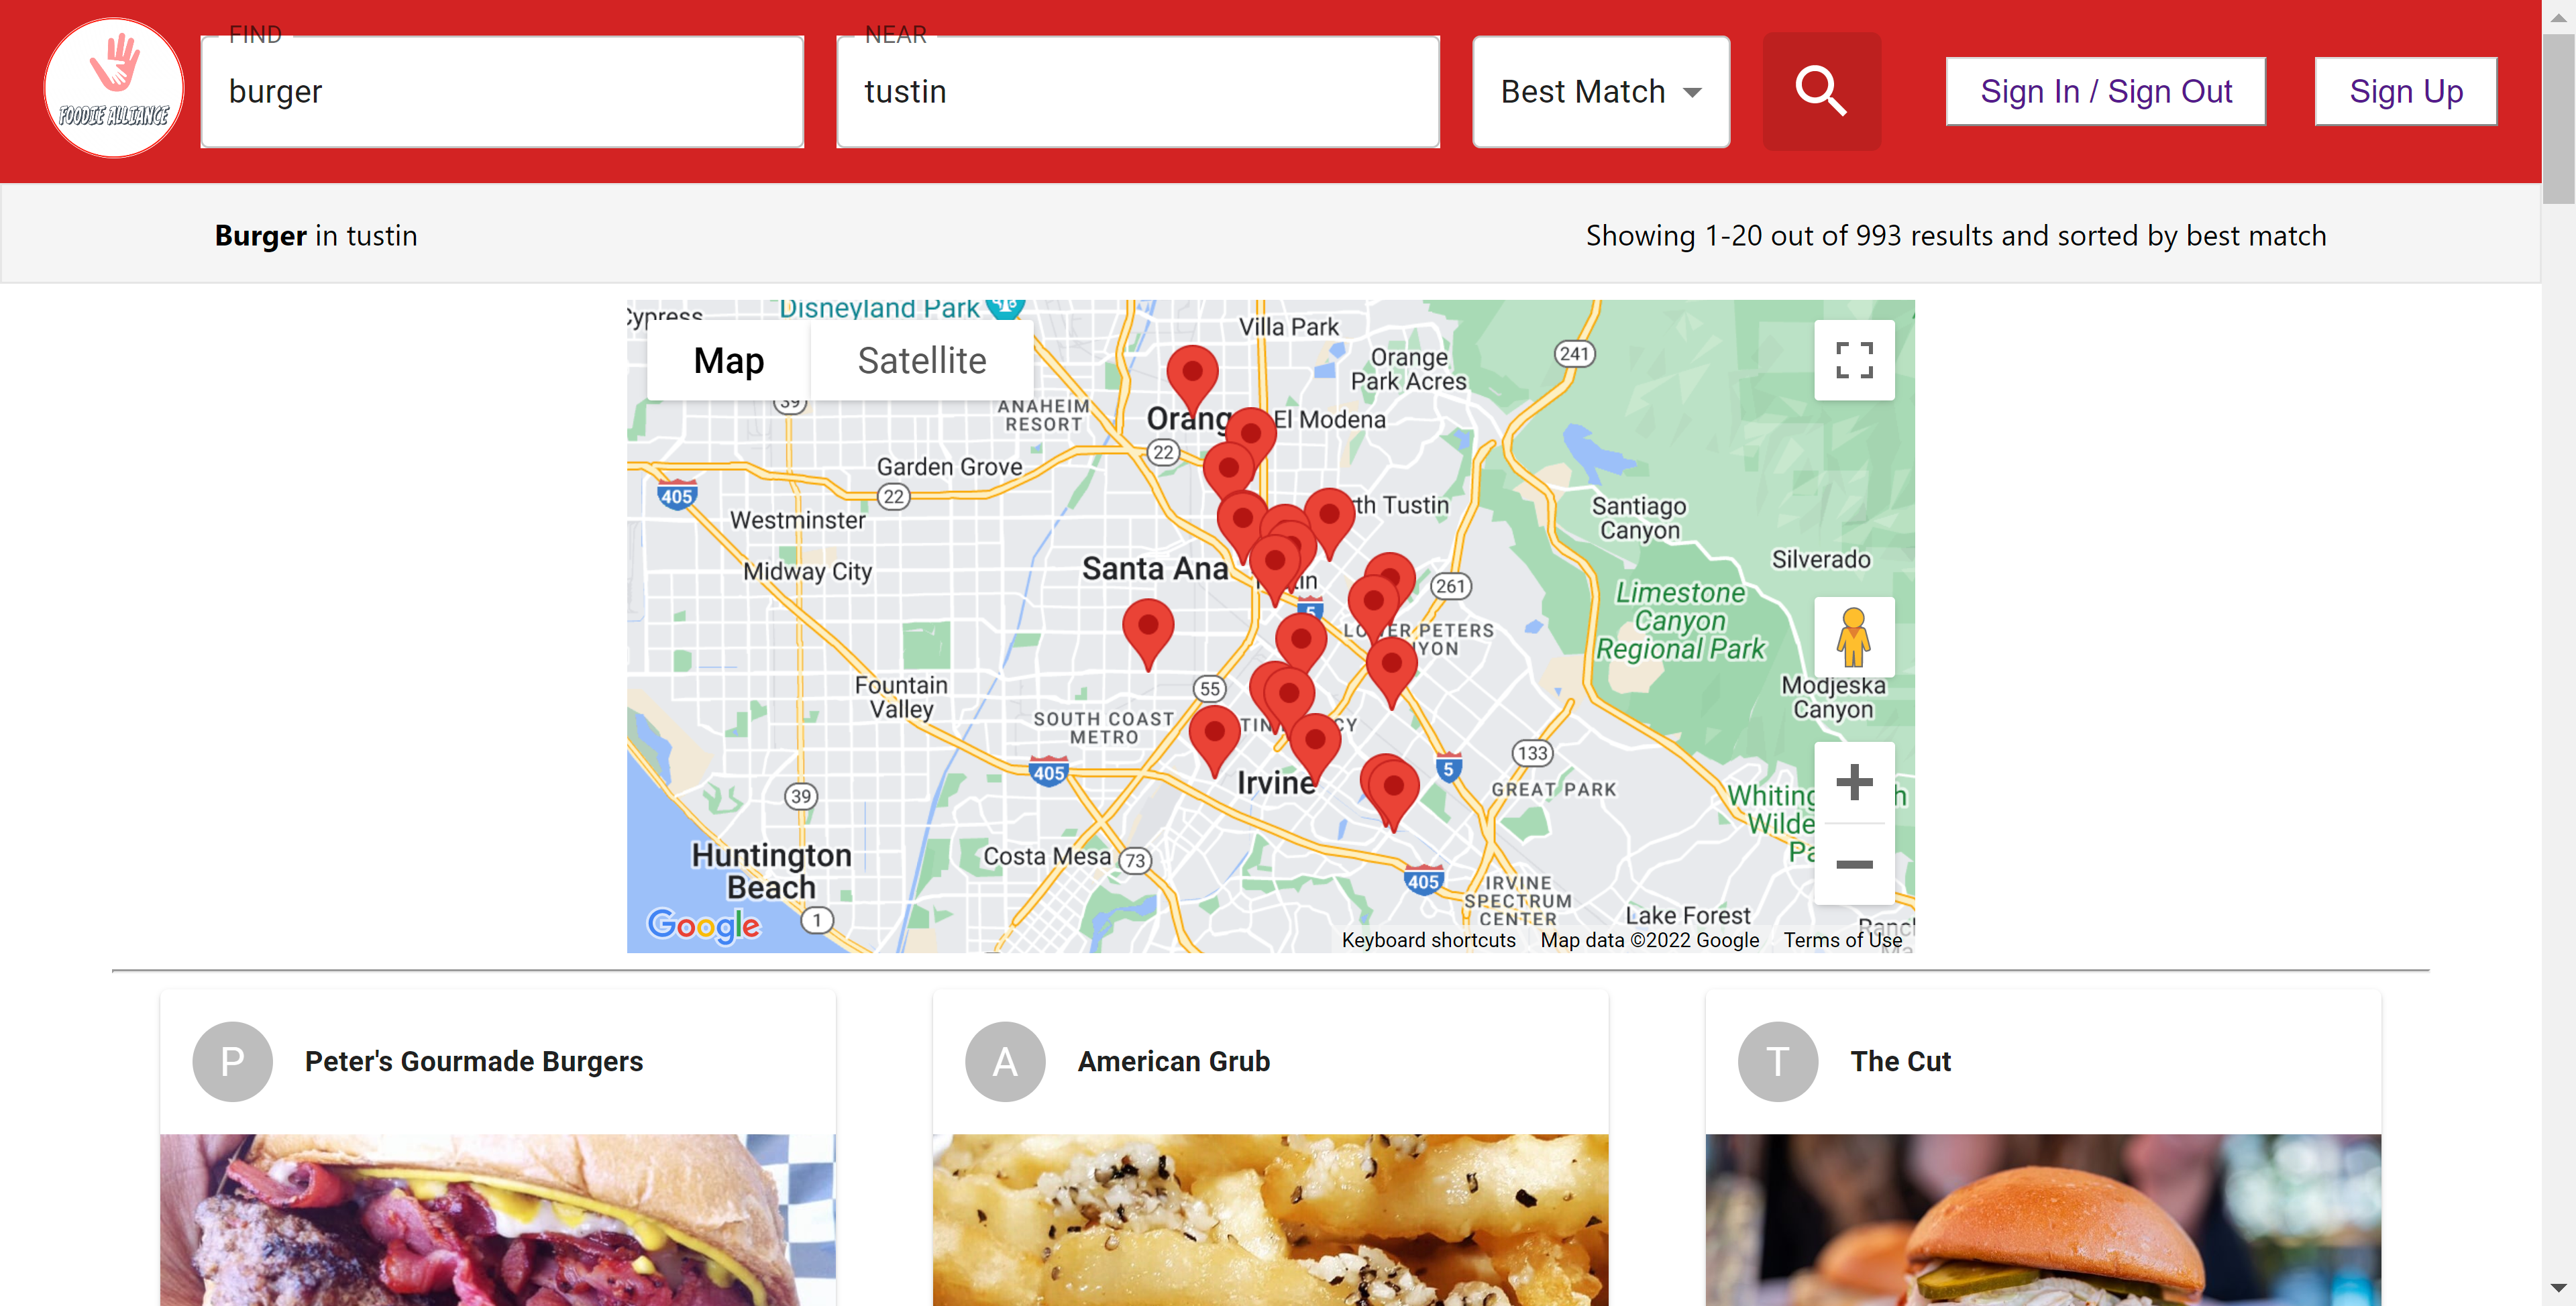 FOODIE ALLIANCE
FIND
burger
NEAR
tustin
Best Match
Sign In / Sign Out
Sign Up
Burger in tustin
Showing 1-20 out of 993 results and sorted by best match
Cypress
Disneyland Park
Map
Satellite
Villa Park
Orange
Park Acres
241
39
ANAHEIM
RESORT
Orang
El Modena
22
Garden Grove
22
405
Westminster
th Tustin
Santiago
Canyon
Silverado
Midway City
Santa Ana
in
261
5
Limestone
Canyon
Regional Park
LOWER PETERS
YON
Fountain
Valley
55
Modjeska
Canyon
SOUTH COAST
METRO
TIN
CY
133
405
5
Irvine
GREAT PARK
39
Whiting
h
Wilde
Pa
Huntington
Beach
Costa Mesa
73
405
IRVINE
SPECTRUM
CENTER
1
Lake Forest
Google
Keyboard shortcuts
Map data ©2022 Google
Terms of Use
P
Peter's Gourmade Burgers
A
American Grub
T
The Cut